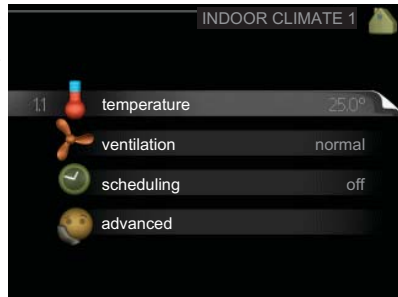 INDOOR CLIMATE 1
1.1 temperature 25.0°
ventilation normal
scheduling off
advanced